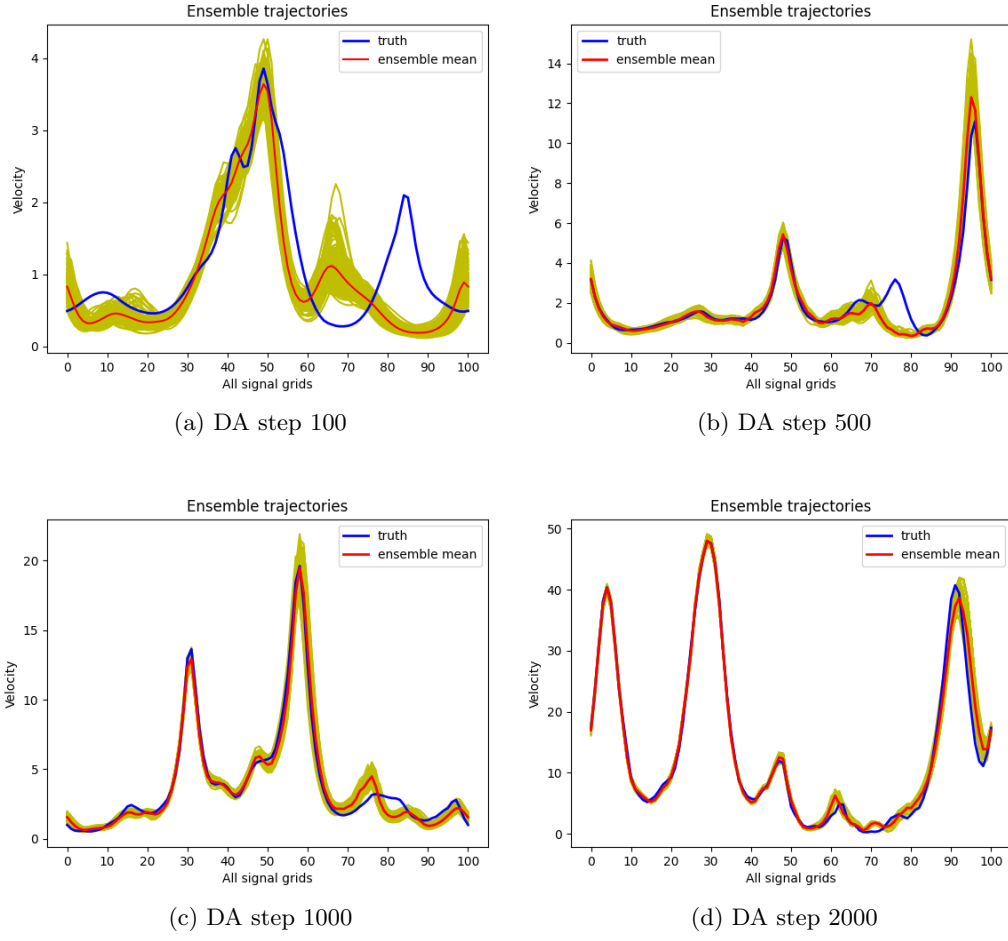 Ensemble trajectories
truth
ensemble mean
4
3
2
1
0
Velocity
0 10 20 30 40 50 60 70 80 90 100
All signal grids
(a) DA step 100
Ensemble trajectories
truth
ensemble mean
14
12
10
8
6
4
2
0
Velocity
0 10 20 30 40 50 60 70 80 90 100
All signal grids
(b) DA step 500
Ensemble trajectories
truth
ensemble mean
20
15
10
5
0
Velocity
0 10 20 30 40 50 60 70 80 90 100
All signal grids
(c) DA step 1000
Ensemble trajectories
truth
ensemble mean
50
40
30
20
10
0
Velocity
0 10 20 30 40 50 60 70 80 90 100
All signal grids
(d) DA step 2000